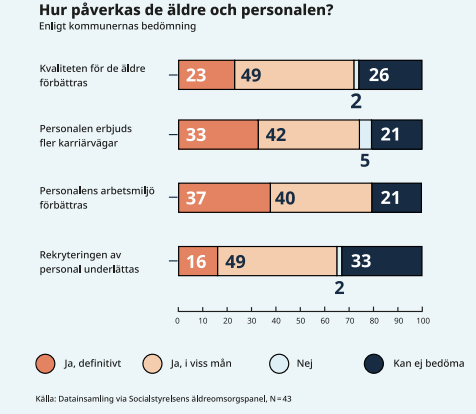 Hur påverkas de äldre och personalen?
Enligt kommunernas bedömning
Kvaliteten för de äldre
förbättras
23 49 26
2
Personalen erbjuds
fler karriärvägar
33 42 21
5
Personalens arbetsmiljö
förbättras
37 40 21
Rekryteringen av
personal underlättas
16 49 33
2
0 10 20 30 40 50 60 70 80 90 100
Ja, definitivt Ja, i viss mån Nej Kan ej bedöma
Källa: Datainsamling via Socialstyrelsens äldreomsorgspanel, N=43